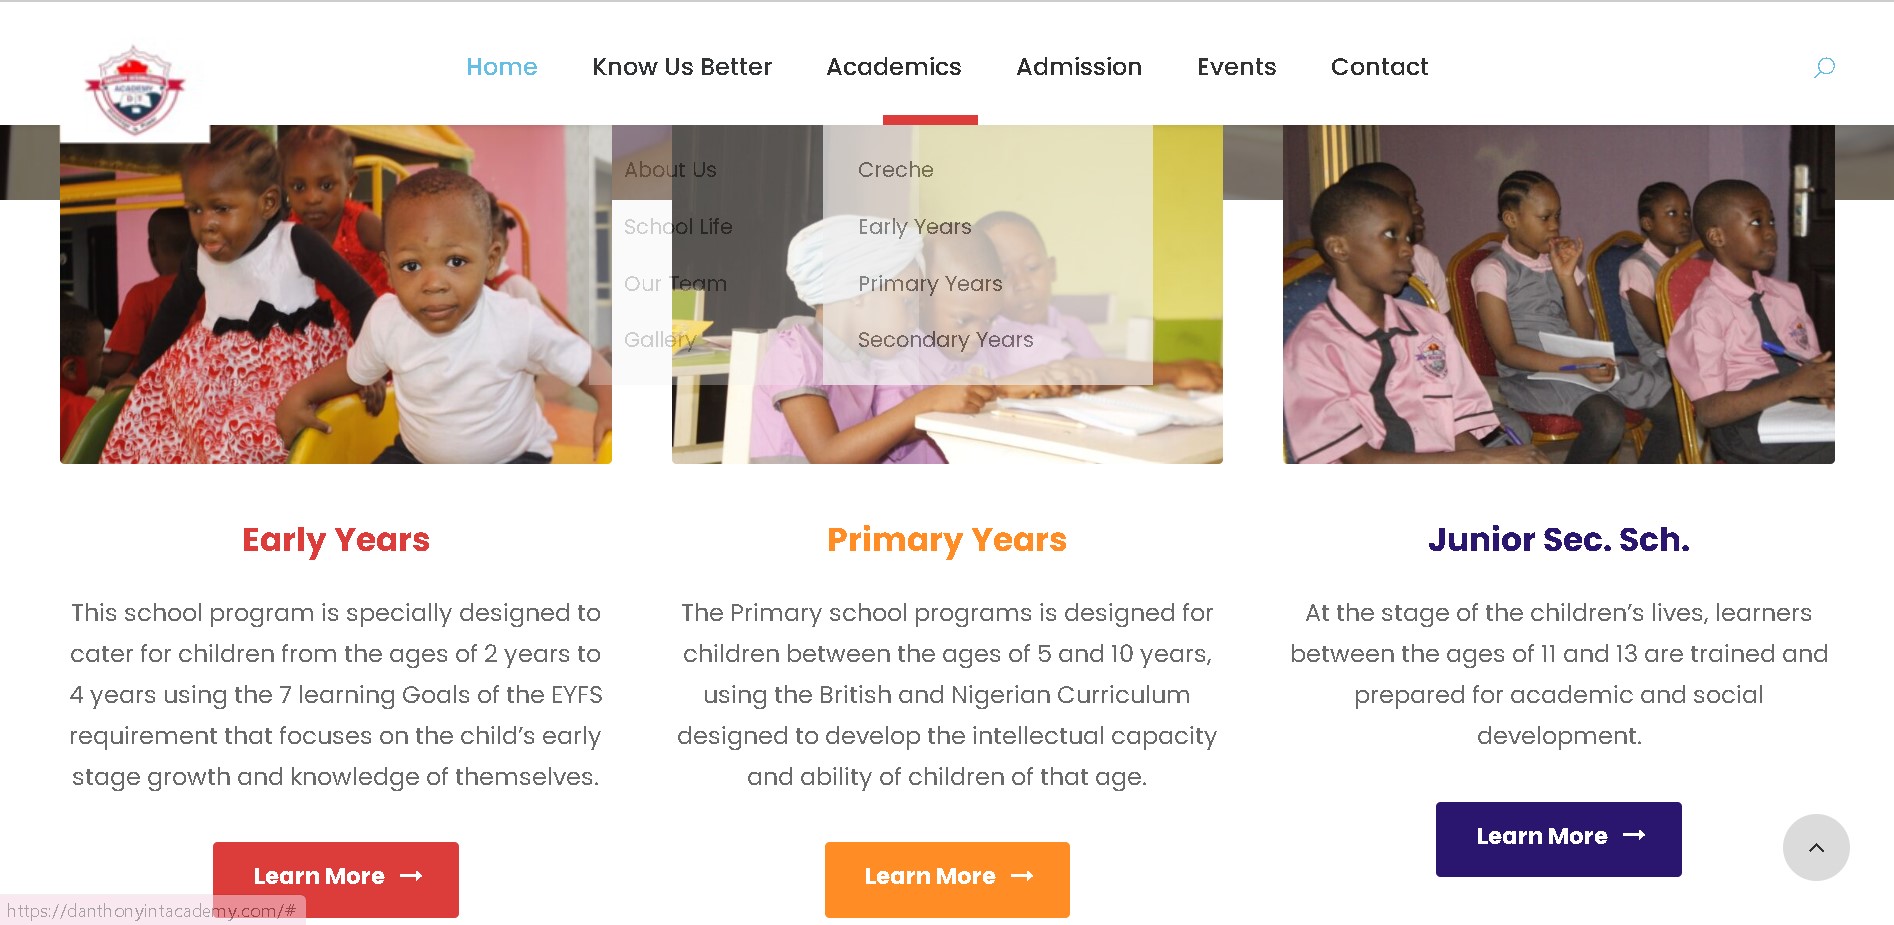 ACADEMY
Home Know Us Better Academics Admission Events Contact
About Us
School Life
Our Team
Gallery
Creche
Early Years
Primary Years
Secondary Years
Early Years
This school program is specially designed to
cater for children from the ages of 2 years to
4 years using the 7 learning Goals of the EYFS
requirement that focuses on the child’s early
stage growth and knowledge of themselves.
Learn More
Primary Years
The Primary school programs is designed for
children between the ages of 5 and 10 years,
using the British and Nigerian Curriculum
designed to develop the intellectual capacity
and ability of children of that age.
Learn More
Junior Sec. Sch.
At the stage of the children’s lives, learners
between the ages of 11 and 13 are trained and
prepared for academic and social
development.
Learn More
https://danthonyintacademy.com/#